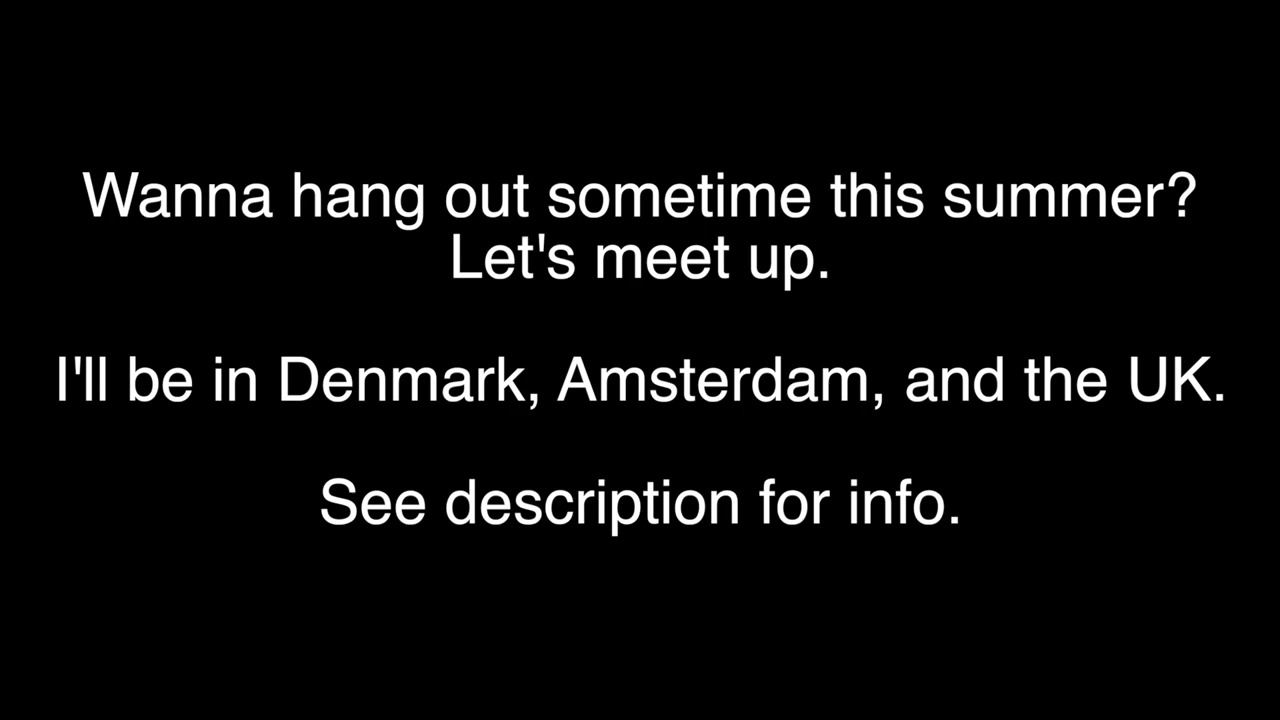 Wanna hang out sometime this summer?
Let's meet up.
I'll be in Denmark, Amsterdam, and the UK.
See description for info.